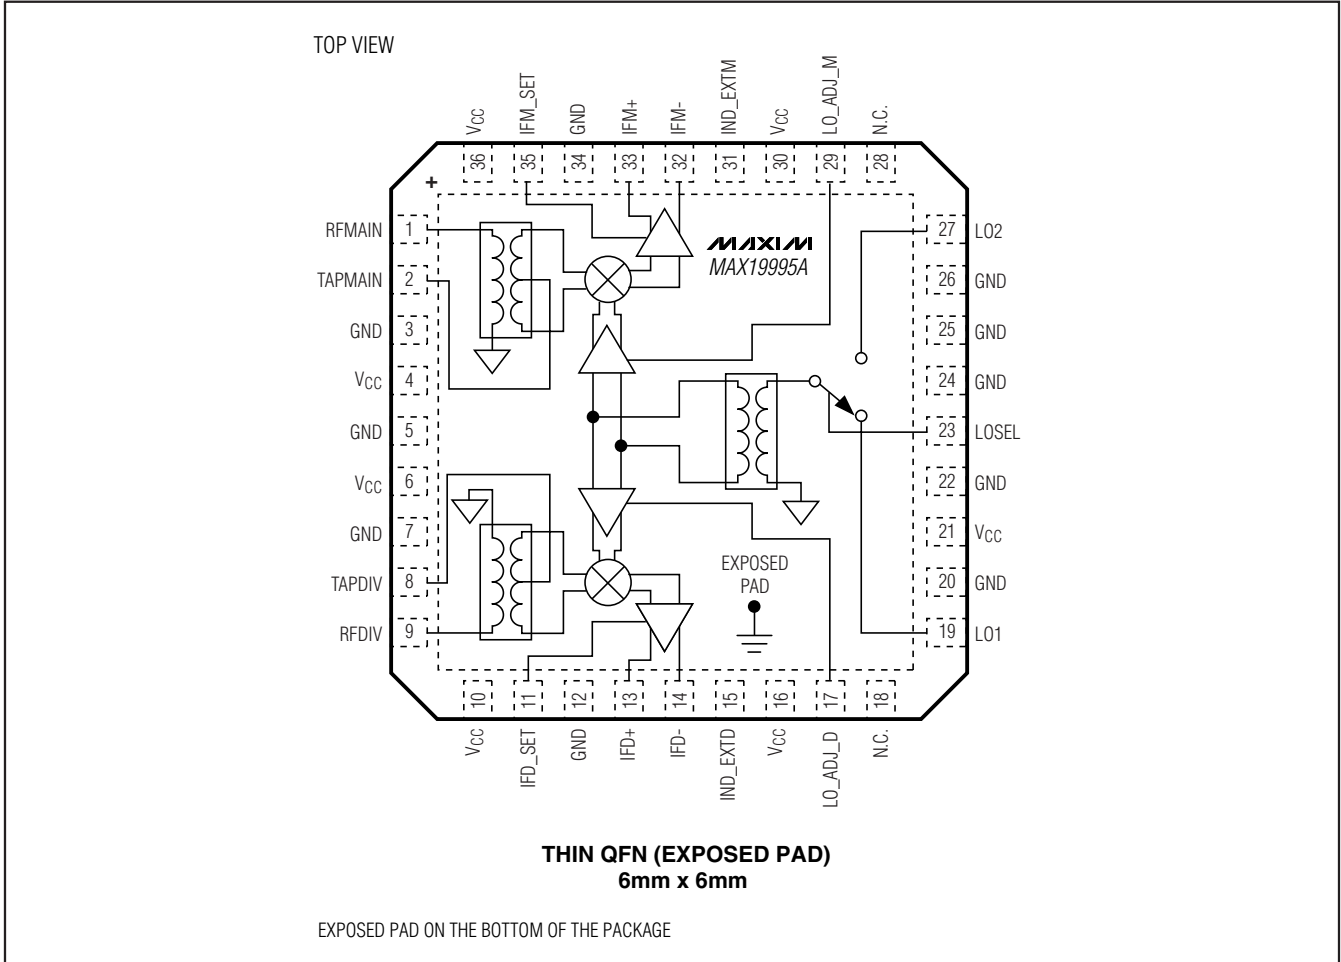 TOP VIEW
VCC
IFM_SET
GND
IFM+
IFM-
IND_EXTM
VCC
LO_ADJ_M
N.C.
36
35
34
33
32
31
30
29
28
+
RFMAIN 1
TAPMAIN 2
GND 3
VCC 4
GND 5
VCC 6
GND 7
TAPDIV 8
RFDIV 9
MAXIM
MAX19995A
27 LO2
26 GND
25 GND
24 GND
23 LOSEL
22 GND
21 VCC
20 GND
19 LO1
EXPOSED
PAD
10
11
12
13
14
15
16
17
18
VCC
IFD_SET
GND
IFD+
IFD-
IND_EXTD
VCC
LO_ADJ_D
N.C.
THIN QFN (EXPOSED PAD)
6mm x 6mm
EXPOSED PAD ON THE BOTTOM OF THE PACKAGE